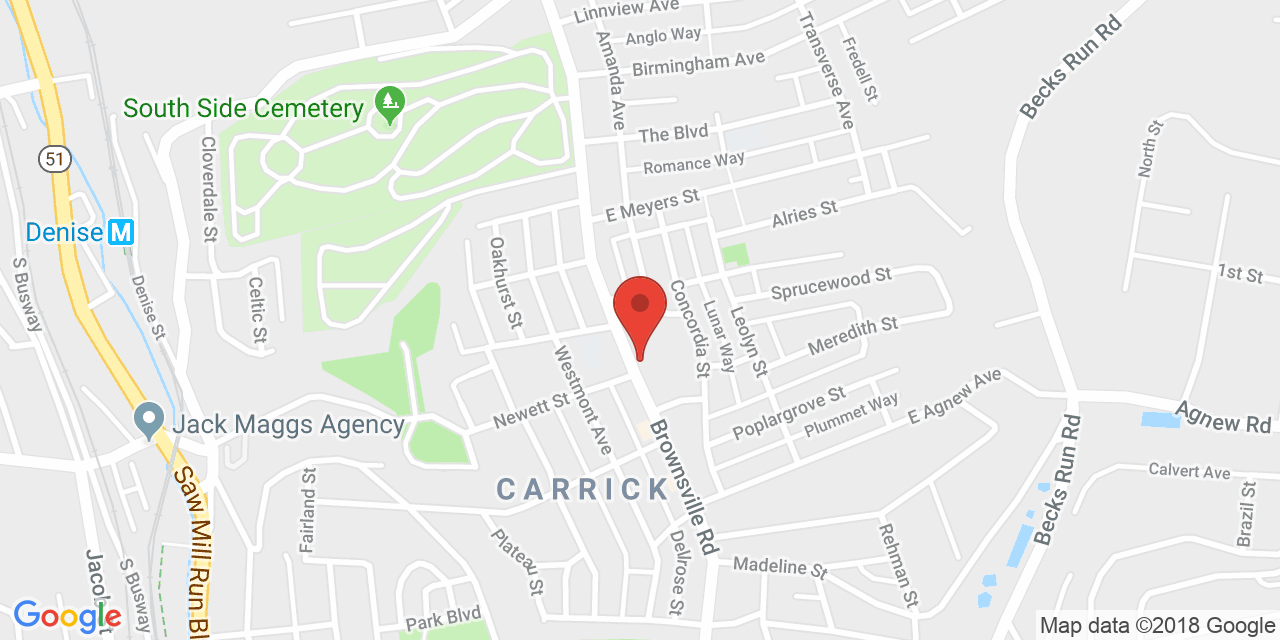 Linnview Ave
Anglo Way
Birmingham Ave
Amanda Ave
Transverse Ave
Fredell St
Becks Run Rd
South Side Cemetery
The Blvd
Romance Way
North St
51
Cloverdale St
E Meyers St
Alries St
Denise M
S Busway
Denise St
Oakhurst St
Celtic St
Concordia St
Lunar Way
Leolyn St
Sprucewood St
1st St
Meredith St
Westmont Ave
Newett St
Jack Maggs Agency
Poplargrove St
Plummet Way
E Agnew Ave
Agnew Rd
CARRICK
Brownsville Rd
Calvert Ave
Becks Run Rd
Brazil St
Saw Mill Run Bl
Fairland St
Plateau St
Delrose St
Madeline St
Rehman St
S Busway
Park Blvd
Google
Map data ©2018 Google